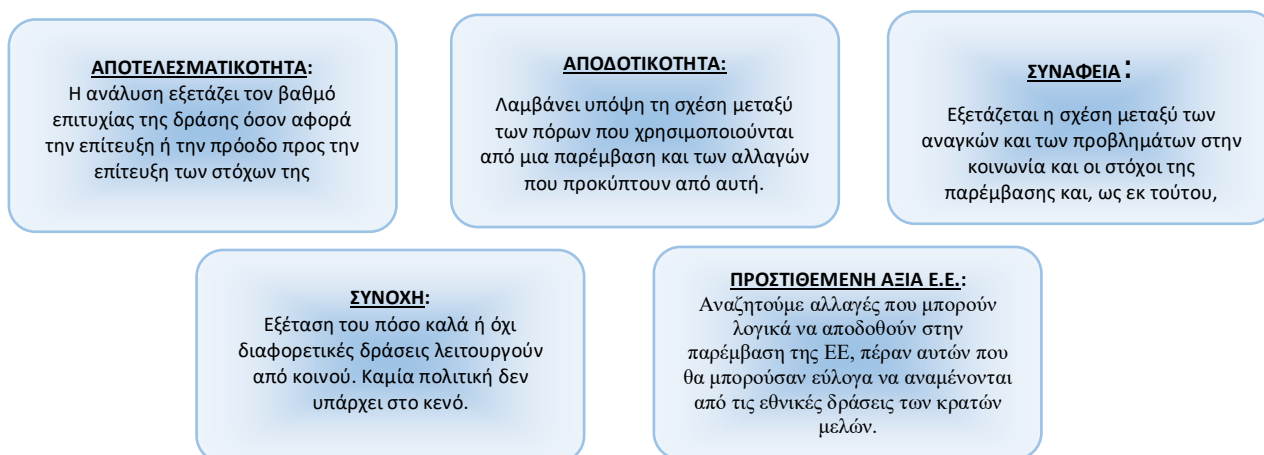 ΑΠΟΤΕΛΕΣΜΑΤΙΚΟΤΗΤΑ:
Η ανάλυση εξετάζει τον βαθμό
επιτυχίας της δράσης όσον αφορά
την επίτευξη ή την πρόοδο προς την
επίτευξη των στόχων της
ΑΠΟΔΟΤΙΚΟΤΗΤΑ:
Λαμβάνει υπόψη τη σχέση μεταξύ
των πόρων που χρησιμοποιούνται
από μια παρέμβαση και των αλλαγών
που προκύπτουν από αυτή.
ΣΥΝΑΦΕΙΑ:
Εξετάζεται η σχέση μεταξύ των
αναγκών και των προβλημάτων στην
κοινωνία και οι στόχοι της
παρέμβασης και, ως εκ τούτου,
ΣΥΝΟΧΗ:
Εξέταση του πόσο καλά ή όχι
διαφορετικές δράσεις λειτουργούν
από κοινού. Καμία πολιτική δεν
υπάρχει στο κενό.
ΠΡΟΣΤΙΘΕΜΕΝΗ ΑΞΙΑ Ε.Ε.:
Αναζητούμε αλλαγές που μπορούν
λογικά να αποδοθούν στην
παρέμβαση της ΕΕ, πέραν αυτών που
θα μπορούσαν εύλογα να αναμένονται
από τις εθνικές δράσεις των κρατών
μελών.